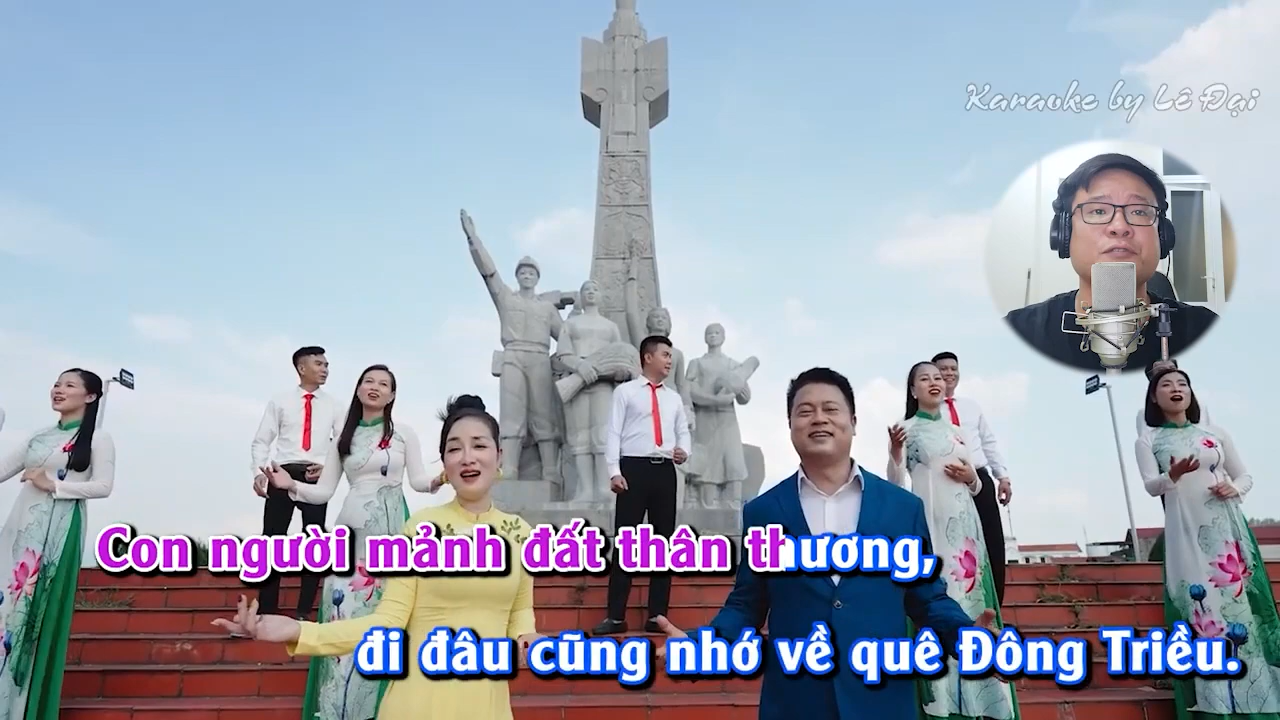 Karaoke by Lê Đại
Con người mảnh đất thân thương,
đi đâu cũng nhớ về quê Đông Triều.